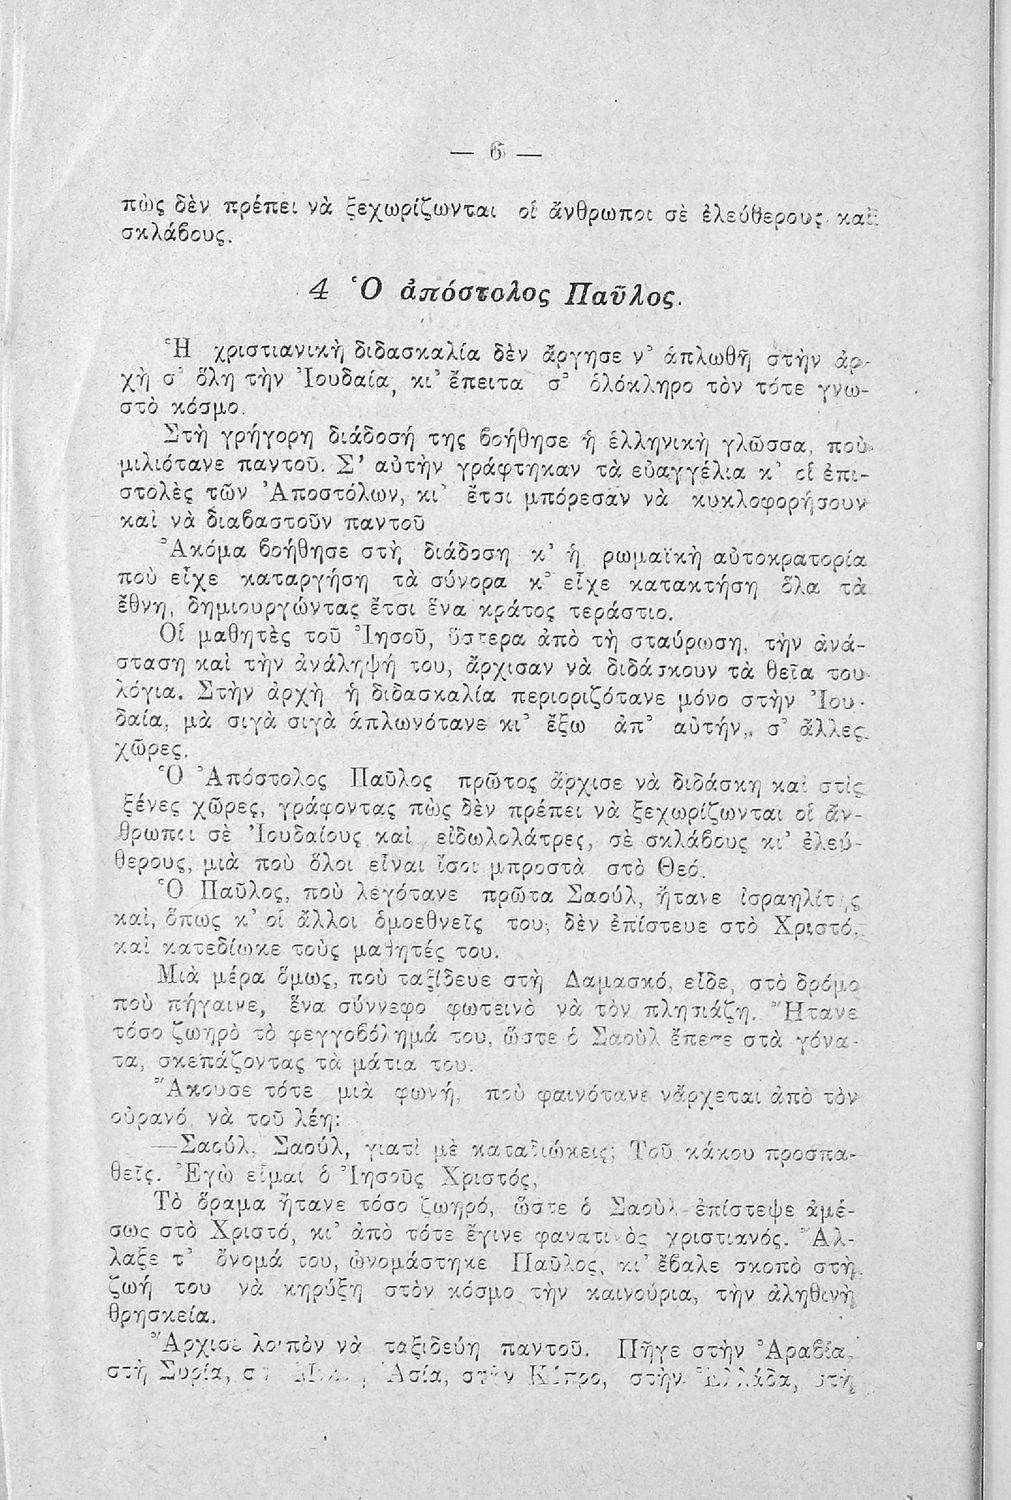 — 6 —
πὼς δὲν πρέπει νὰ ξεχωρίζωνται οἱ ἄνθρωποι σὲ ἐλεύθερους καὶ
σκλάβους.
4 Ὁ ἀπόστολος Παῦλος.
Ἡ χριστιανικὴ διδασκαλία δὲν ἄργησε ν’ ἁπλωθῇ στὴν ἀρ-
χὴ σ’ ὅλη τὴν Ἰουδαία, κι’ ἔπειτα σ’ ὁλόκληρο τὸν τότε γνω-
στὸ κόσμο.
Στὴ γρήγορη διάδοσή της βοήθησε ἡ ἑλληνικὴ γλῶσσα, ποὺ
μιλιότανε παντοῦ. Σ’ αὐτὴν γράφτηκαν τὰ εὐαγγέλια κ’ οἱ ἐπι-
στολὲς τῶν Ἀποστόλων, κι’ ἔτσι μπόρεσαν νὰ κυκλοφορήσουν
καὶ νὰ διαβαστοῦν παντοῦ
Ἀκόμα βοήθησε στὴ διάδοση κ’ ἡ ρωμαϊκὴ αὐτοκρατορία
ποὺ εἶχε καταργήση τὰ σύνορα κ’ εἶχε κατακτήση ὅλα τὰ
ἔθνη, δημιουργώντας ἔτσι ἕνα κράτος τεράστιο.
Οἱ μαθητὲς τοῦ Ἰησοῦ, ὕστερα ἀπὸ τὴ σταύρωση, τὴν ἀνά-
σταση καὶ τὴν ἀνάληψή του, ἄρχισαν νὰ διδάσκουν τὰ θεῖα του
λόγια. Στὴν ἀρχὴ ἡ διδασκαλία περιοριζότανε μόνο στὴν Ἰου-
δαία, μὰ σιγὰ σιγὰ ἁπλωνότανε κι’ ἔξω ἀπ’ αὐτήν, σ’ ἄλλες
χῶρες.
Ὁ Ἀπόστολος Παῦλος πρῶτος ἄρχισε νὰ διδάσκη καὶ στὶς
ξένες χῶρες, γράφοντας πὼς δὲν πρέπει νὰ ξεχωρίζωνται οἱ ἄν-
θρωποι σὲ Ἰουδαίους καὶ εἰδωλολάτρες, σὲ σκλάβους κι’ ἐλεύ-
θερους, μιὰ ποὺ ὅλοι εἶναι ἴσοι μπροστὰ στὸ Θεό.
Ὁ Παῦλος, ποὺ λεγότανε πρῶτα Σαούλ, ἤτανε ἰσραηλίτης
καί, ὅπως κ’ οἱ ἄλλοι ὁμοεθνεῖς του, δὲν ἐπίστευε στὸ Χριστό,
καὶ κατεδίωκε τοὺς μαθητές του.
Μιὰ μέρα ὅμως, ποὺ ταξίδευε στὴ Δαμασκό, εἶδε, στὸ δρόμο
ποὺ πήγαινε, ἕνα σύννεφο φωτεινὸ νὰ τὸν πλησιάζη. Ἤτανε
τόσο ζωηρὸ τὸ φεγγοβόλημά του, ὥστε ὁ Σαοὺλ ἔπεσε στὰ γόνα-
τα, σκεπάζοντας τὰ μάτια του.
Ἄκουσε τότε μιὰ φωνή, ποὺ φαινότανε νἄρχεται ἀπὸ τὸν
οὐρανό νὰ τοῦ λέη:
—Σαούλ, Σαούλ, γιατὶ μὲ καταδιώκεις; Τοῦ κάκου προσπα-
θεῖς. Ἐγὼ εἶμαι ὁ Ἰησοῦς Χριστός,
Τὸ ὅραμα ἤτανε τόσο ζωηρό, ὥστε ὁ Σαοὺλ ἐπίστεψε ἀμέ-
σως στὸ Χριστό, κι’ ἀπὸ τότε ἔγινε φανατικὸς χριστιανός. Ἄλ-
λαξε τ’ ὄνομά του, ὠνομάστηκε Παῦλος, κι’ ἔβαλε σκοπὸ στὴ
ζωή του νὰ κηρύξη στὸν κόσμο τὴν καινούρια, τὴν ἀληθινὴ
θρησκεία.
Ἄρχισε λοιπὸν νὰ ταξιδεύη παντοῦ. Πῆγε στὴν Ἀραβία,
στὴ Συρία, Ἀσία, στὴν Κύπρο, στὴν Ἑλλάδα, στὴ